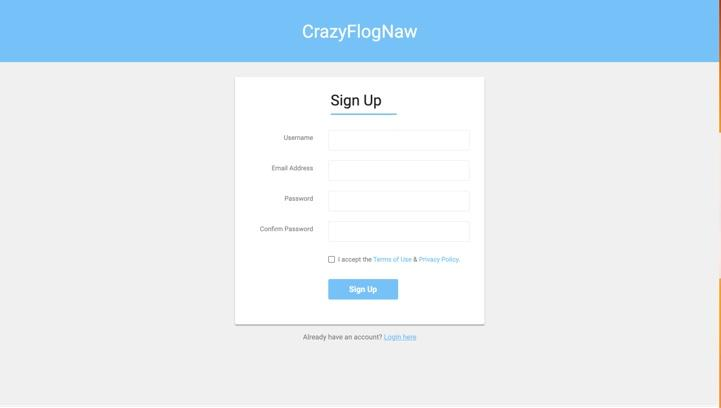 CrazyFlogNaw
Sign Up
Username
Email Address
Password
Confirm Password
I accept the Terms of Use & Privacy Policy.
Sign Up
Already have an account? Login here